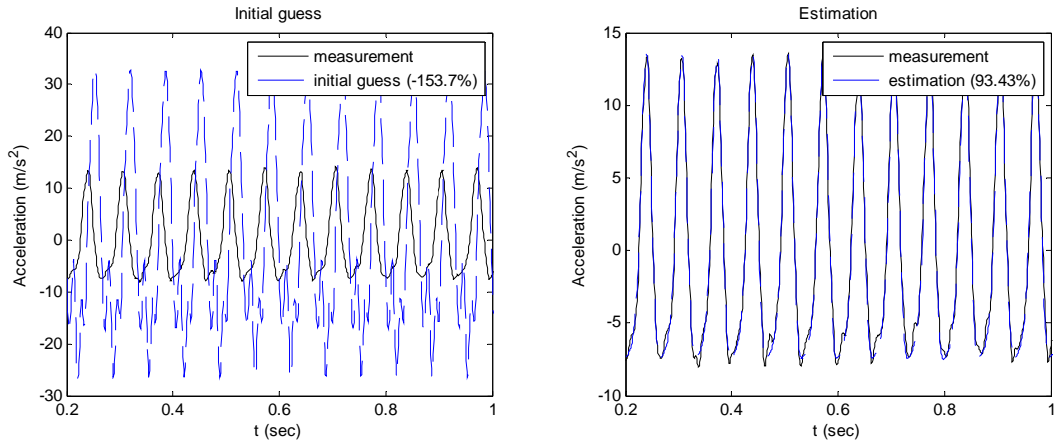 Initial guess
40
30
20
10
0
-10
-20
-30
0.2
0.4
0.6
0.8
1
t (sec)
Acceleration (m/s²)
measurement
initial guess (-153.7%)
Estimation
15
10
5
0
-5
-10
0.2
0.4
0.6
0.8
1
t (sec)
Acceleration (m/s²)
measurement
estimation (93.43%)